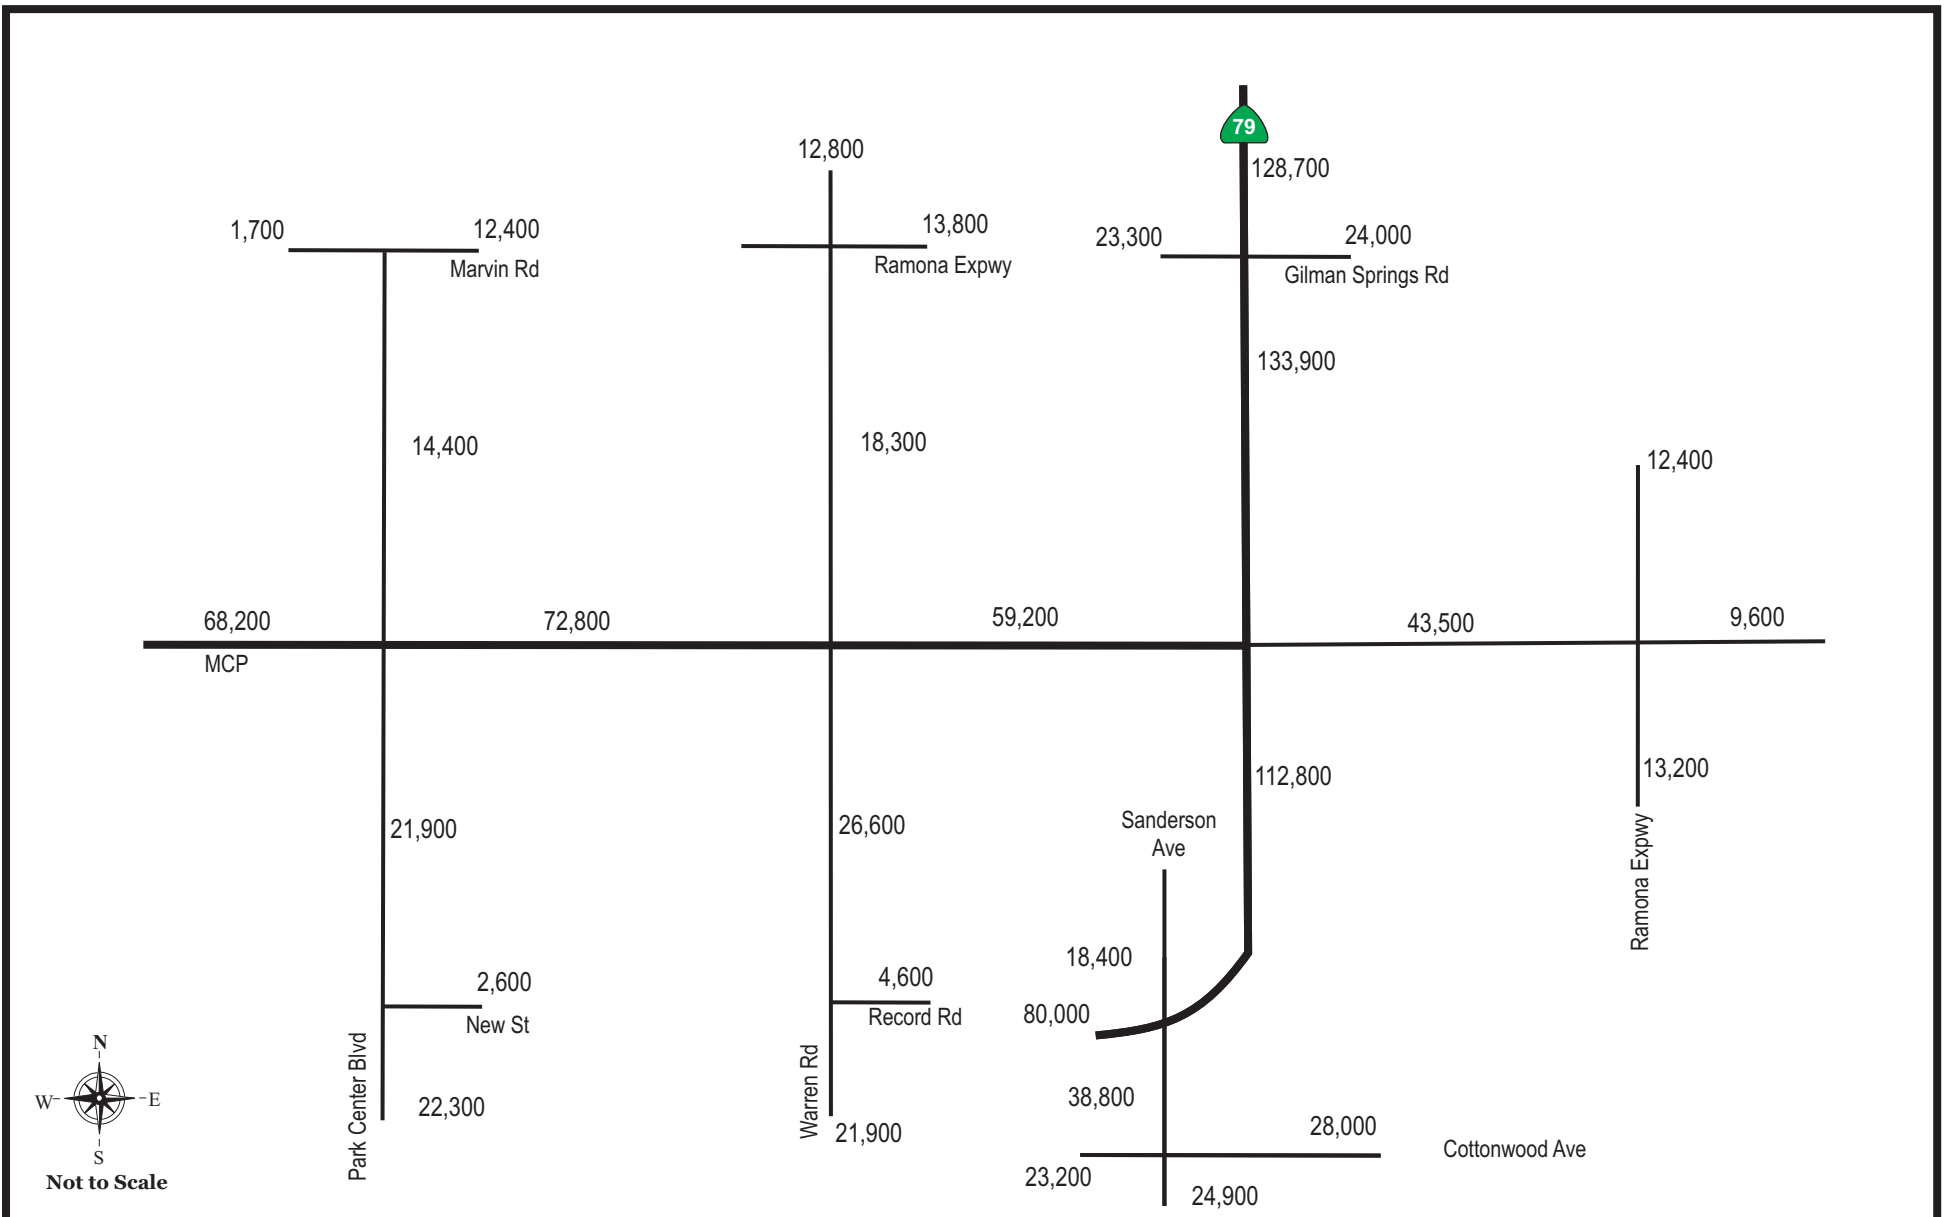 79
128,700
12,800
1,700
12,400
Marvin Rd
13,800
Ramona Expwy
23,300
24,000
Gilman Springs Rd
133,900
14,400
18,300
12,400
68,200
72,800
59,200
43,500
9,600
MCP
112,800
13,200
21,900
26,600
Sanderson
Ave
Ramona Expwy
18,400
2,600
New St
4,600
Record Rd
80,000
Park Center Blvd
22,300
Warren Rd
21,900
38,800
28,000
Cottonwood Ave
23,200
24,900
N
W
E
S
Not to Scale